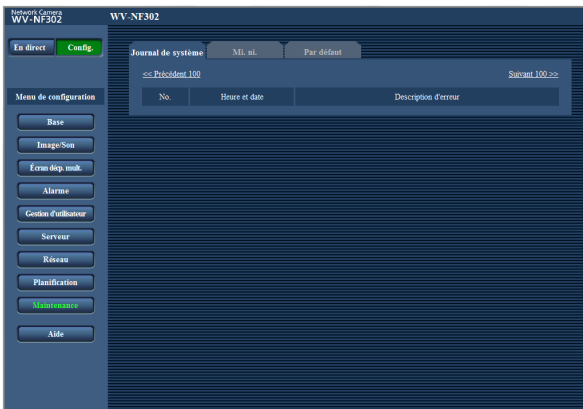 Network Camera
WV-NF302
WV-NF302
En direct
Config.
Journal de système
Mi. ni.
Par défaut
<< Précédent 100
Suivant 100 >>
No.
Heure et date
Description d'erreur
Menu de configuration
Base
Image/Son
Écran déçp. mult.
Alarme
Gestion d'utilisateur
Serveur
Réseau
Planification
Maintenance
Aide